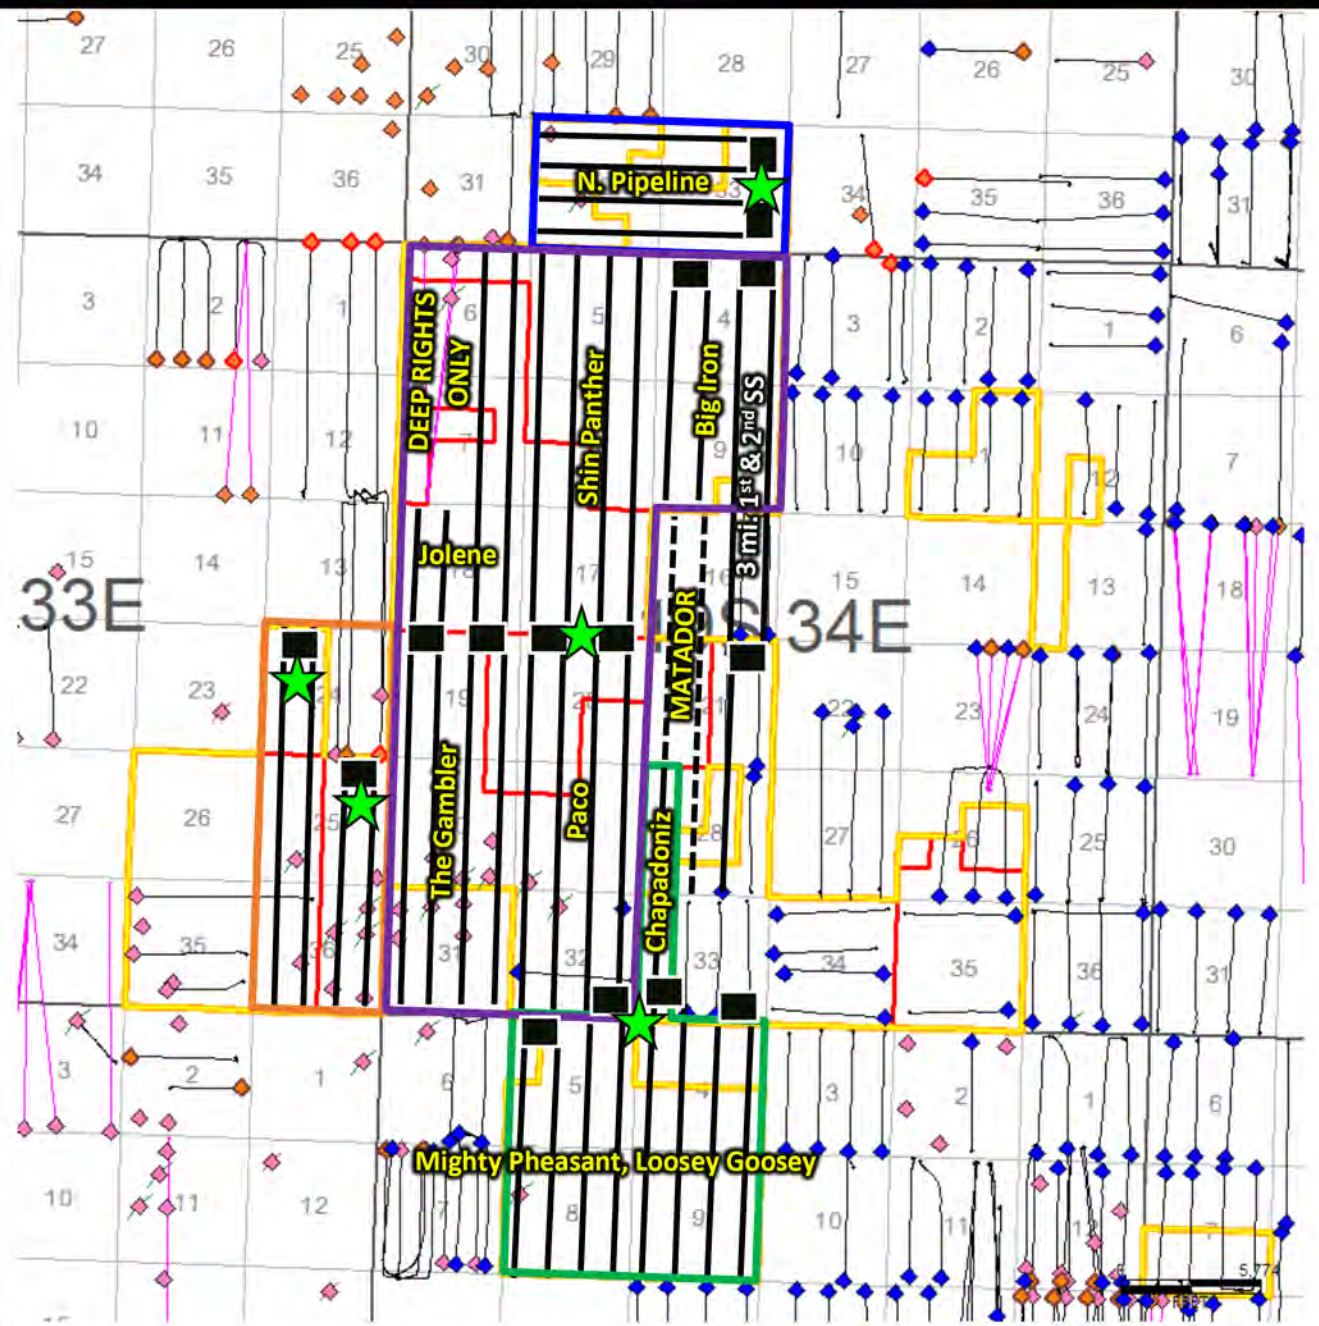 27 26 25 30 29 28 27 26 25 30
34 35 36 31 N. Pipeline 33 34 35 36 31
3 2 1 6 5 4 3 2 1 6
DEEP RIGHTS
ONLY
Shin Panther
Big Iron
3 mi. 1st & 2nd SS
10 11 12 7 9 10 11 12 7
15 14 13 Jolene 18 17 16 15 14 13 18
33E 34E
MATADOR
22 23 24 19 20 21 22 23 24 19
The Gambler
Paco
Chapadoniz
27 26 25 28 27 26 25 30
34 35 36 31 32 33 34 35 36 31
3 2 1 6 5 4 3 2 1 6
Mighty Pheasant, Loosey Goosey
10 11 12 7 8 9 10 11 12 7
5,774
FEET